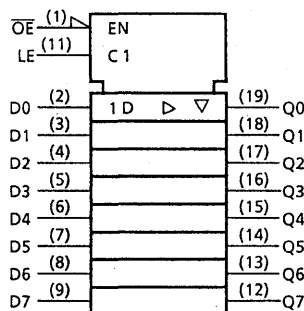 O̅E̅ (1) EN
LE (11) C1
D0 (2) 1D ▷ ▽ (19) Q0
D1 (3) (18) Q1
D2 (4) (17) Q2
D3 (5) (16) Q3
D4 (6) (15) Q4
D5 (7) (14) Q5
D6 (8) (13) Q6
D7 (9) (12) Q7